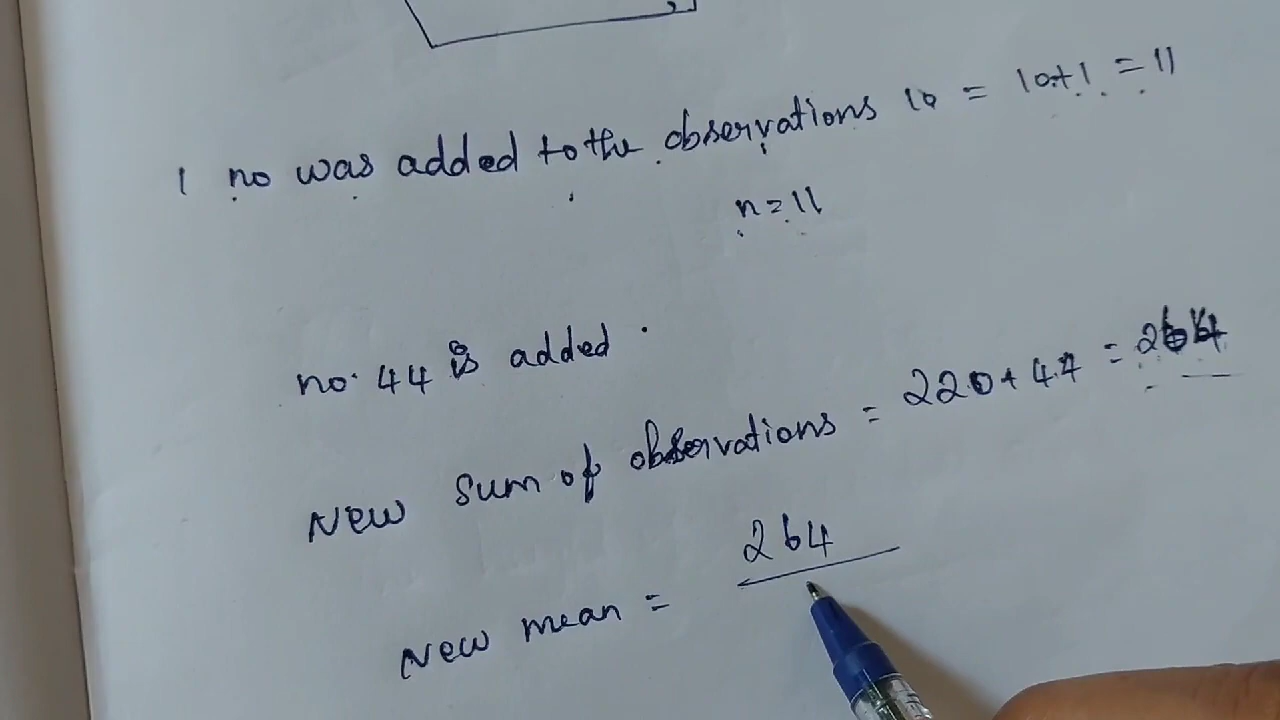 1 no was added to the observations 10 = 10+1 = 11
n = 11
no. 44 is added.
New sum of observations = 220 + 44 = 264
New mean = 264